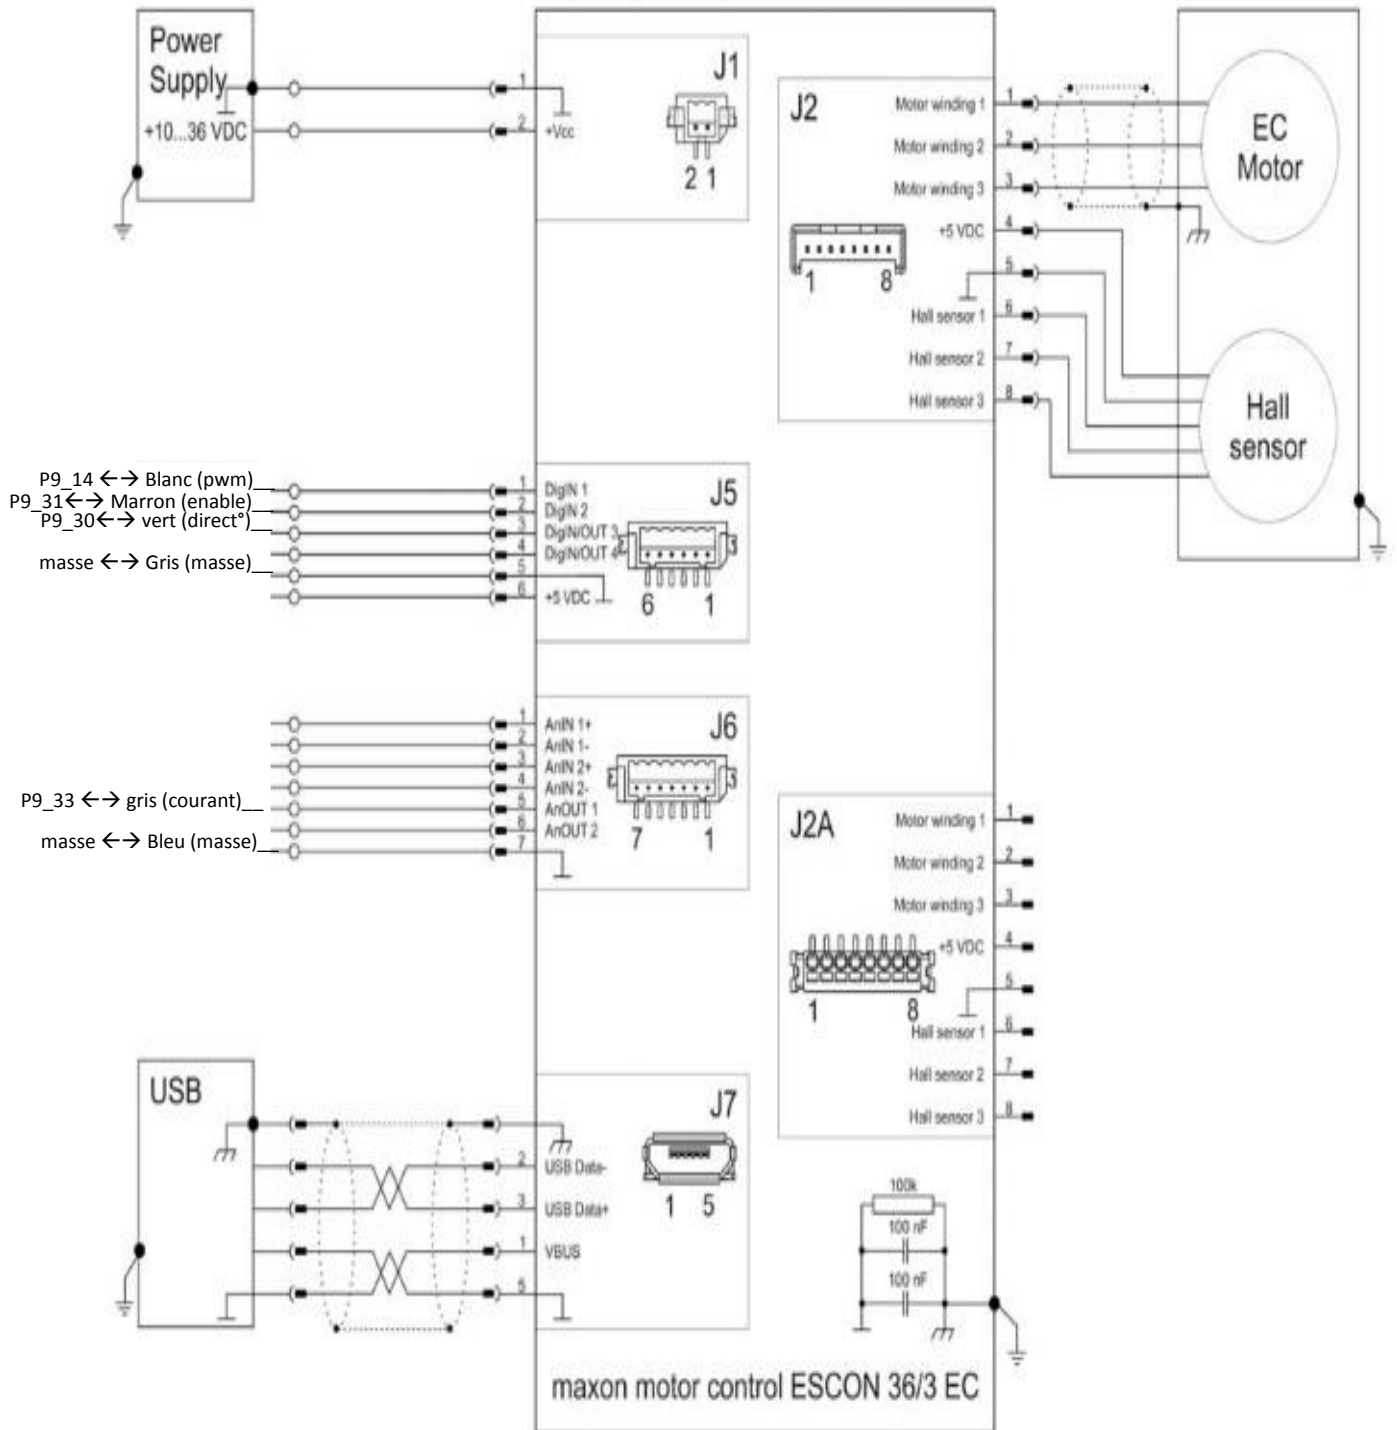 Power
Supply
+10...36 VDC
1
2
+Vcc
J1
2 1
J2
Motor winding 1
1
Motor winding 2
2
Motor winding 3
3
+5 VDC
4
5
1
8
Hall sensor 1
6
Hall sensor 2
7
Hall sensor 3
8
EC
Motor
Hall
sensor
P9_14 ←→ Blanc (pwm)__
P9_31←→ Marron (enable)__
P9_30←→ vert (direct°)__
masse ←→ Gris (masse)__
1
DigIN 1
2
DigIN 2
3
DigIN/OUT 3
4
DigIN/OUT 4
5
6
+5 VDC
J5
6
1
1
AnIN 1+
2
AnIN 1-
3
AnIN 2+
4
AnIN 2-
P9_33 ←→ gris (courant)__
5
AnOUT 1
6
AnOUT 2
masse ←→ Bleu (masse)__
7
J6
7
1
J2A
Motor winding 1
1
Motor winding 2
2
Motor winding 3
3
+5 VDC
4
5
1
8
Hall sensor 1
6
Hall sensor 2
7
Hall sensor 3
8
USB
J7
2
USB Data-
3
USB Data+
1
VBUS
5
1 5
100k
100 nF
100 nF
maxon motor control ESCON 36/3 EC